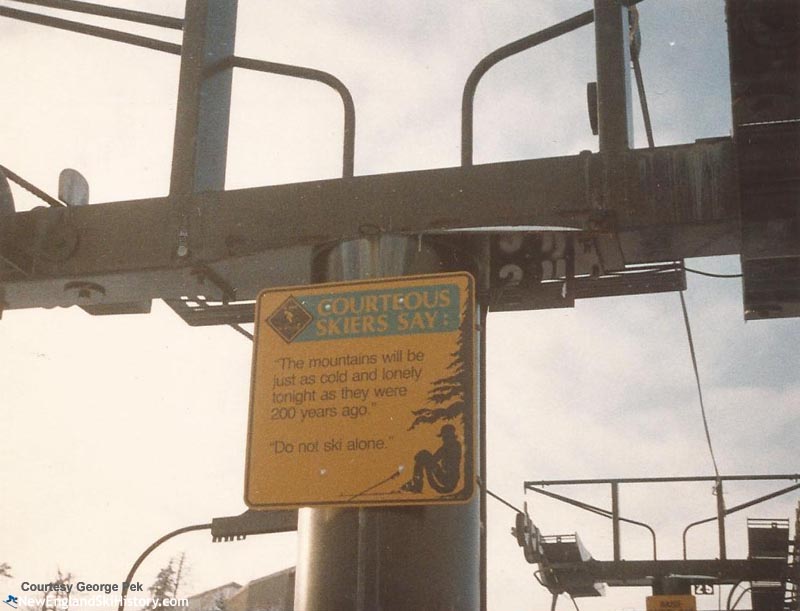 COURTEOUS
SKIERS SAY:
"The mountains will be
just as cold and lonely
tonight as they were
200 years ago."
"Do not ski alone."
Courtesy George Pek
NewEnglandSkiHistory.com